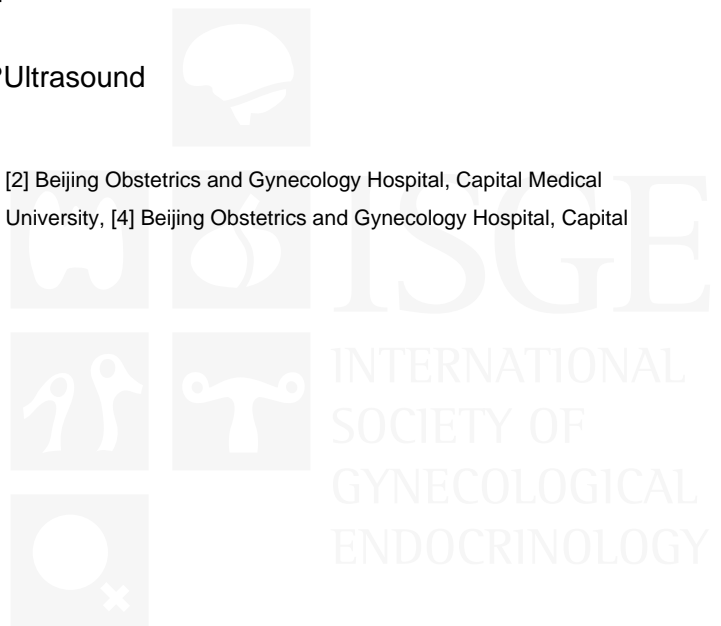 Ultrasound
[2] Beijing Obstetrics and Gynecology Hospital, Capital Medical
University, [4] Beijing Obstetrics and Gynecology Hospital, Capital
ISGE
INTERNATIONAL
SOCIETY OF
GYNECOLOGICAL
ENDOCRINOLOGY